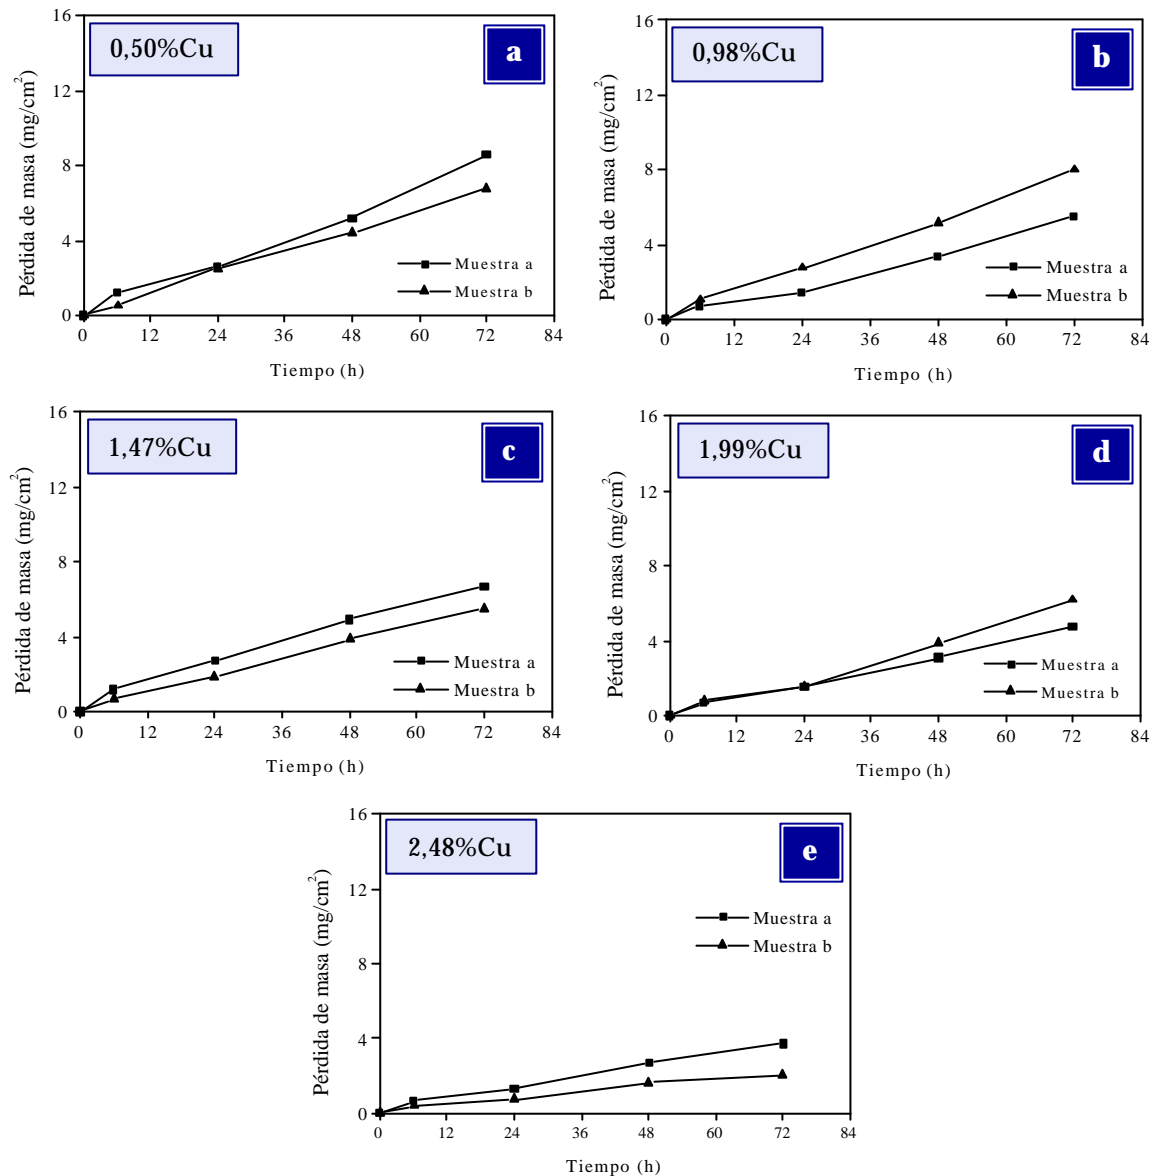 0,50%Cu
a
Pérdida de masa (mg/cm²)
16
12
8
4
0
Muestra a
Muestra b
0 12 24 36 48 60 72 84
Tiempo (h)
0,98%Cu
b
Pérdida de masa (mg/cm²)
16
12
8
4
0
Muestra a
Muestra b
0 12 24 36 48 60 72 84
Tiempo (h)
1,47%Cu
c
Pérdida de masa (mg/cm²)
16
12
8
4
0
Muestra a
Muestra b
0 12 24 36 48 60 72 84
Tiempo (h)
1,99%Cu
d
Pérdida de masa (mg/cm²)
16
12
8
4
0
Muestra a
Muestra b
0 12 24 36 48 60 72 84
Tiempo (h)
2,48%Cu
e
Pérdida de masa (mg/cm²)
16
12
8
4
0
Muestra a
Muestra b
0 12 24 36 48 60 72 84
Tiempo (h)